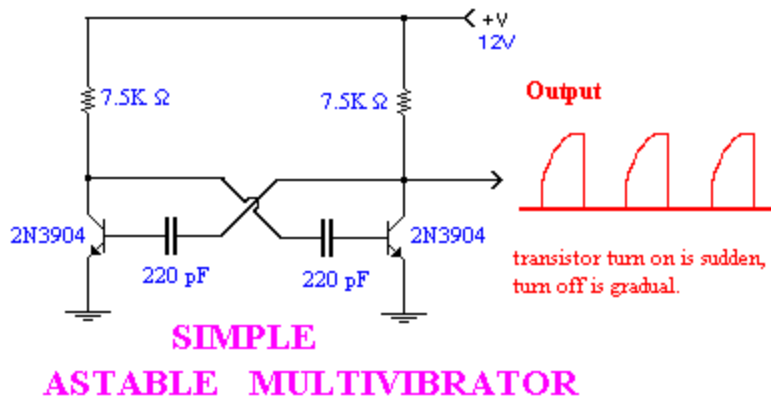 +V
12V
7.5K Ω
7.5K Ω
Output
2N3904
2N3904
220 pF
220 pF
transistor turn on is sudden,
turn off is gradual.
SIMPLE
ASTABLE MULTIVIBRATOR